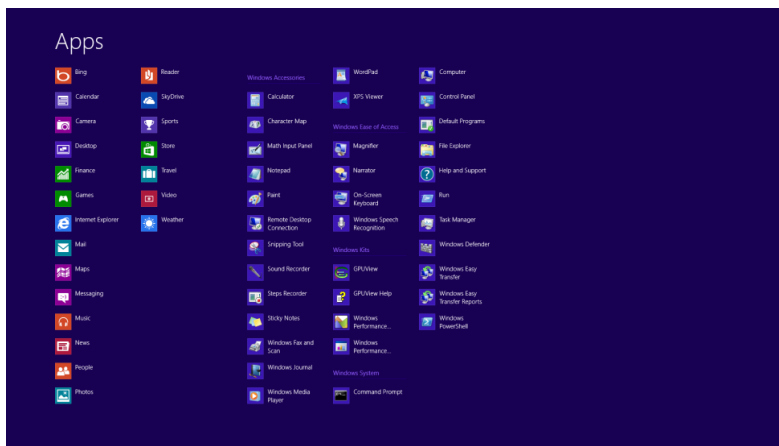 Apps
Bing
Calendar
Camera
Desktop
Finance
Games
Internet Explorer
Mail
Maps
Messaging
Music
News
People
Photos
Reader
SkyDrive
Sports
Store
Travel
Video
Weather
Windows Accessories
Calculator
Character Map
Math Input Panel
Notepad
Paint
Remote Desktop
Connection
Snipping Tool
Sound Recorder
Steps Recorder
Sticky Notes
Windows Fax and
Scan
Windows Journal
Windows Media
Player
WordPad
XPS Viewer
Windows Ease of Access
Magnifier
Narrator
On-Screen
Keyboard
Windows Speech
Recognition
Windows Kits
GPUView
GPUView Help
Windows
Performance...
Windows
Performance...
Windows System
Command Prompt
Computer
Control Panel
Default Programs
File Explorer
Help and Support
Run
Task Manager
Windows Defender
Windows Easy
Transfer
Windows Easy
Transfer Reports
Windows
PowerShell